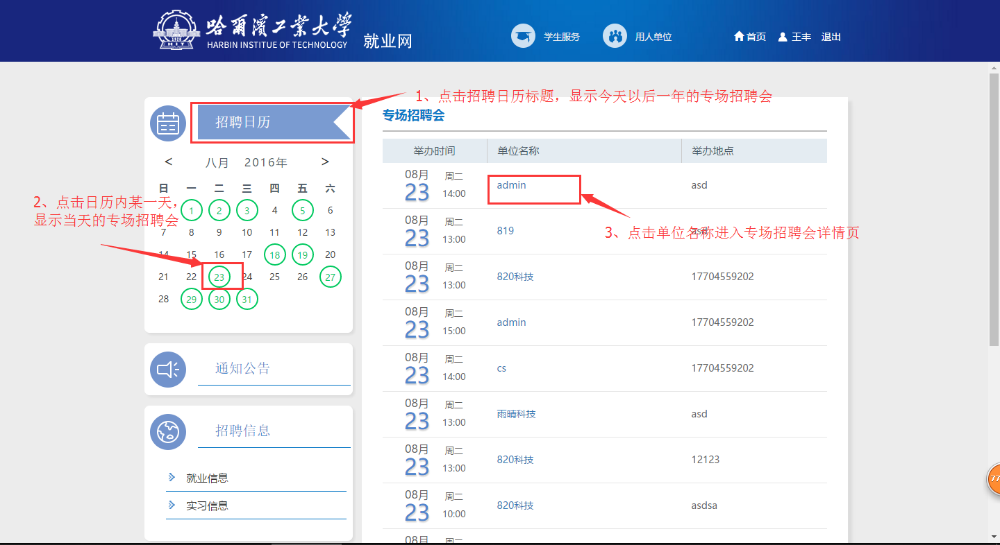 哈尔滨工业大学
HARBIN INSTITUE OF TECHNOLOGY
就业网
学生服务
用人单位
首页 王丰 退出
1、点击招聘日历标题，显示今天以后一年的专场招聘会
招聘日历
< 八月 2016年 >
日 一 二 三 四 五 六
1 2 3 4 5 6
7 8 9 10 11 12 13
14 15 16 17 18 19 20
21 22 23 24 25 26 27
28 29 30 31
2、点击日历内某一天，
显示当天的专场招聘会
通知公告
招聘信息
就业信息
实习信息
专场招聘会
举办时间 单位名称 举办地点
08月 周二
23 14:00 admin asd
3、点击单位名称进入专场招聘会详情页
08月 周二
23 13:00 819 asd
08月 周二
23 13:00 820科技 17704559202
08月 周二
23 15:00 admin 17704559202
08月 周二
23 14:00 cs 17704559202
08月 周二
23 13:00 雨晴科技 asd
08月 周二
23 13:00 820科技 12123
08月 周二
23 10:00 820科技 asdsa
08月 周二
77